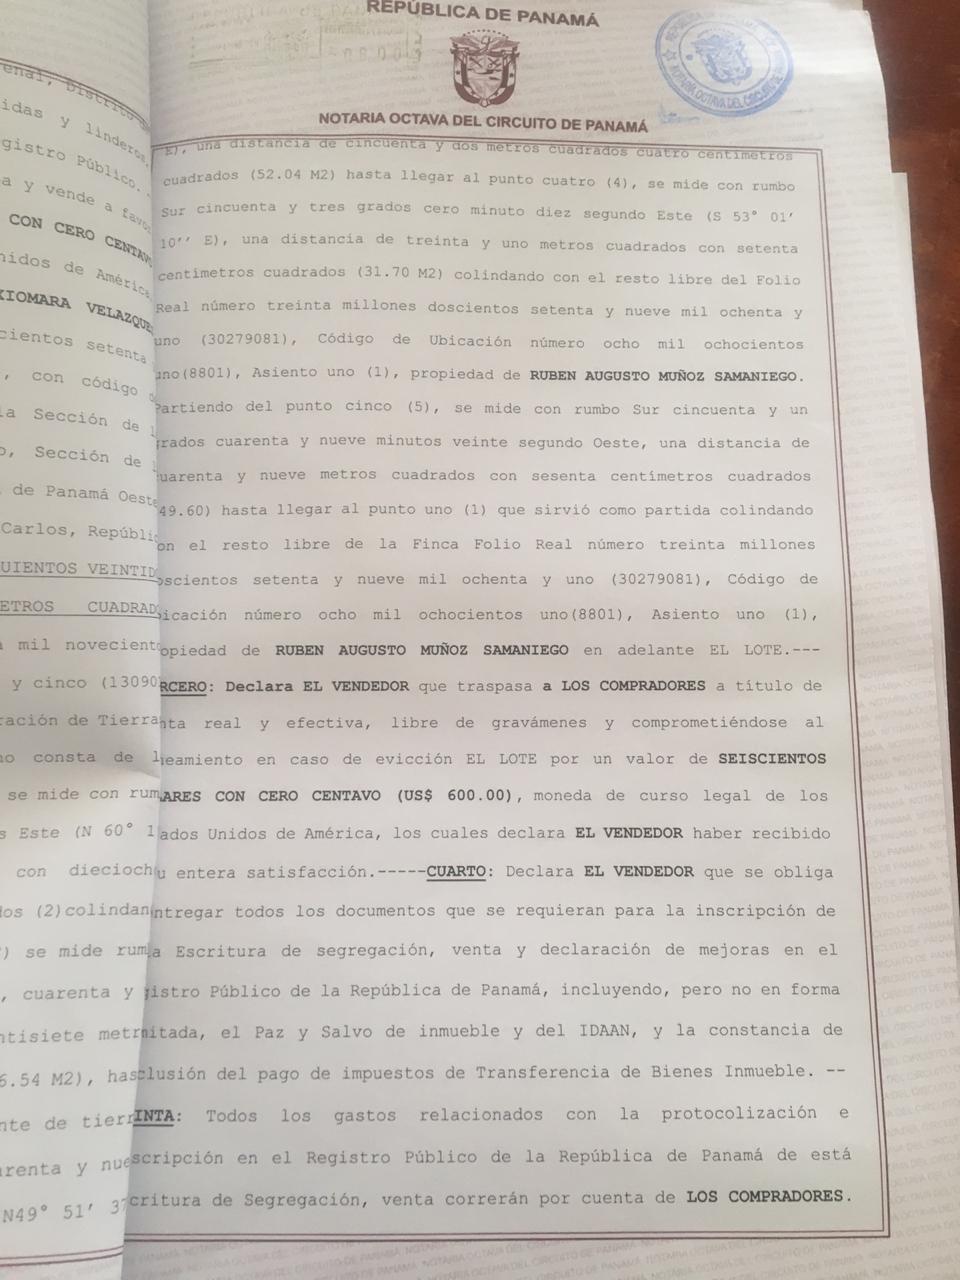 enal, Distrito
idas y linderos,
gistro Público.
a y vende a favo
CON CERO CENTAVO
nidos de América
XIOMARA VELAZQUE
cientos setenta
, con código
la Sección de l
o, Sección de
de Panamá Oeste
Carlos, Repúbli
UIENTOS VEINTID
ETROS CUADRAD
mil novecient
y cinco (13090
ración de Tierra
no consta de l
se mide con rum
s Este (N 60° 1
con diecioch
dos (2)colindan
) se mide rum
, cuarenta y
ntisiete metr
6.54 M2), has
nte de tierr
arenta y nue
N49° 51' 37
REPÚBLICA DE PANAMÁ
NOTARIA OCTAVA DEL CIRCUITO DE PANAMÁ
NOTARIA OCTAVA DEL CIRCUITO DE PANAMÁ
E), una distancia de cincuenta y dos metros cuadrados cuatro centímetros
cuadrados (52.04 M2) hasta llegar al punto cuatro (4), se mide con rumbo
Sur cincuenta y tres grados cero minuto diez segundo Este (S 53° 01'
10'' E), una distancia de treinta y uno metros cuadrados con setenta
centímetros cuadrados (31.70 M2) colindando con el resto libre del Folio
Real número treinta millones doscientos setenta y nueve mil ochenta y
uno (30279081), Código de Ubicación número ocho mil ochocientos
uno(8801), Asiento uno (1), propiedad de RUBEN AUGUSTO MUÑOZ SAMANIEGO.
Partiendo del punto cinco (5), se mide con rumbo Sur cincuenta y un
grados cuarenta y nueve minutos veinte segundo Oeste, una distancia de
cuarenta y nueve metros cuadrados con sesenta centímetros cuadrados
49.60) hasta llegar al punto uno (1) que sirvió como partida colindando
on el resto libre de la Finca Folio Real número treinta millones
oscientos setenta y nueve mil ochenta y uno (30279081), Código de
bicación número ocho mil ochocientos uno(8801), Asiento uno (1),
opiedad de RUBEN AUGUSTO MUÑOZ SAMANIEGO en adelante EL LOTE.---
RCERO: Declara EL VENDEDOR que traspasa a LOS COMPRADORES a título de
nta real y efectiva, libre de gravámenes y comprometiéndose al
neamiento en caso de evicción EL LOTE por un valor de SEISCIENTOS
ARES CON CERO CENTAVO (US$ 600.00), moneda de curso legal de los
ados Unidos de América, los cuales declara EL VENDEDOR haber recibido
u entera satisfacción.-----CUARTO: Declara EL VENDEDOR que se obliga
ntregar todos los documentos que se requieran para la inscripción de
a Escritura de segregación, venta y declaración de mejoras en el
gistro Público de la República de Panamá, incluyendo, pero no en forma
mitada, el Paz y Salvo de inmueble y del IDAAN, y la constancia de
clusión del pago de impuestos de Transferencia de Bienes Inmueble. --
INTA: Todos los gastos relacionados con la protocolización e
scripción en el Registro Público de la República de Panamá de está
critura de Segregación, venta correrán por cuenta de LOS COMPRADORES.